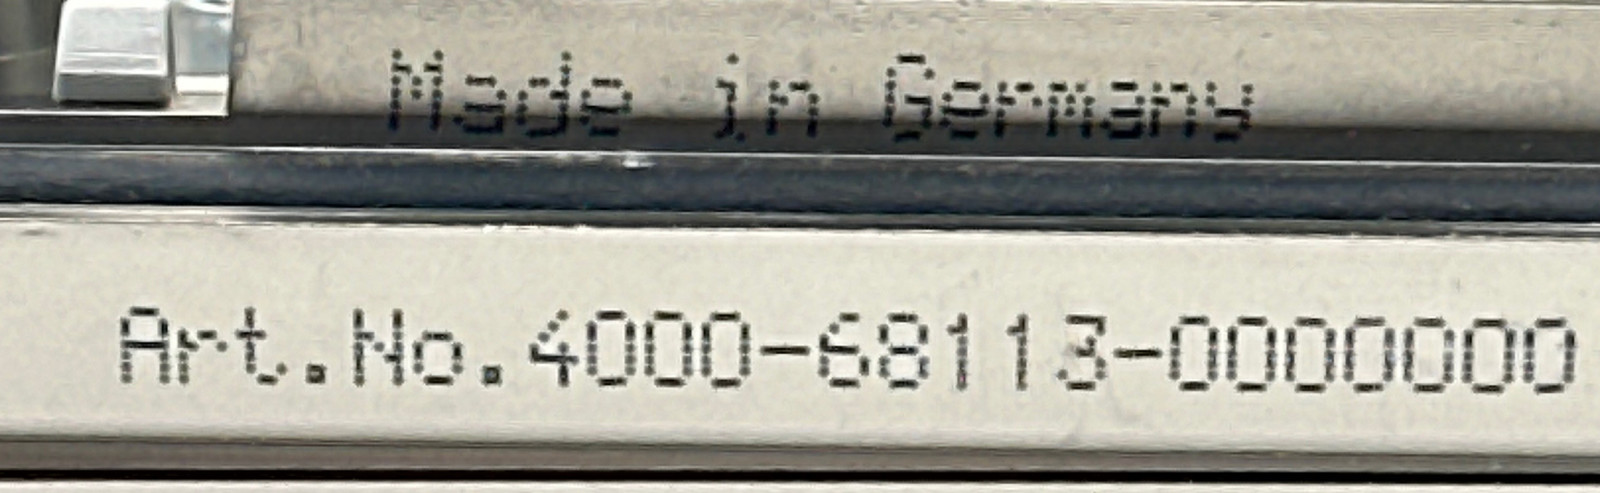 Made in Germany
Art.No.4000-68113-0000000